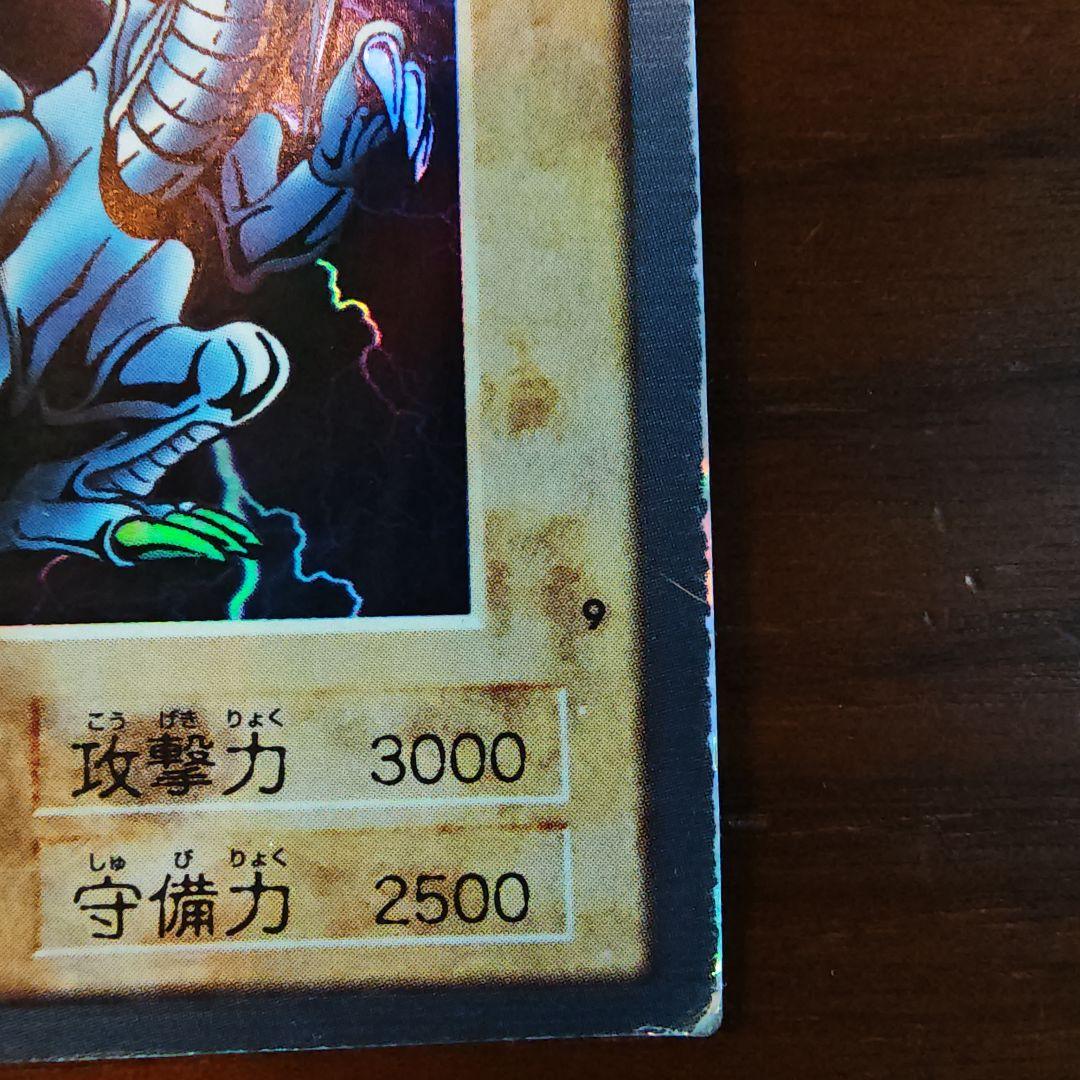 9
こう げき りょく
攻撃力 3000
しゅ び りょく
守備力 2500